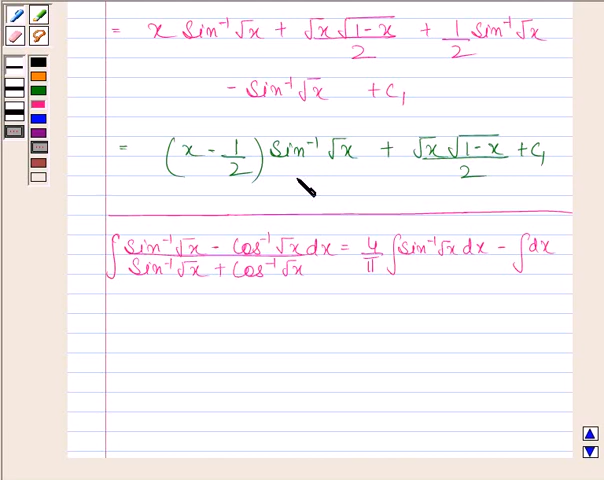 = x Sin⁻¹√x + √x √(1-x)/2 + 1/2 Sin⁻¹√x
- Sin⁻¹√x + C₁
= (x - 1/2) Sin⁻¹√x + √x √(1-x)/2 + C₁
∫ (Sin⁻¹√x - Cos⁻¹√x)/(Sin⁻¹√x + Cos⁻¹√x) dx = 4/π ∫ Sin⁻¹√x dx - ∫ dx